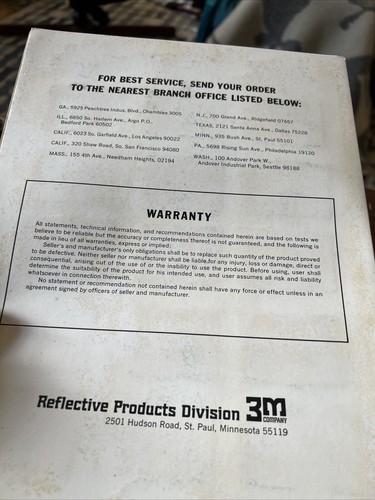 FOR BEST SERVICE, SEND YOUR ORDER
TO THE NEAREST BRANCH OFFICE LISTED BELOW:
GA., 5925 Peachtree Indus. Blvd., Chamblee 3005
ILL., 6850 So. Harlem Ave., Argo P.O.,
Bedford Park 60502
CALIF., 6023 So. Garfield Ave., Los Angeles 90022
CALIF., 320 Shaw Road, So. San Francisco 94080
MASS., 155 4th Ave., Needham Heights, 02194
N.J., 700 Grand Ave., Ridgefield 07657
TEXAS, 2121 Santa Anna Ave., Dallas 75228
MINN., 935 Bush Ave., St. Paul 55101
PA., 5698 Rising Sun Ave., Philadelphia 19120
WASH., 100 Andover Park W.,
Andover Industrial Park, Seattle 98188
WARRANTY
All statements, technical information, and recommendations contained herein are based on tests we
believe to be reliable but the accuracy or completeness thereof is not guaranteed, and the following is
made in lieu of all warranties, express or implied:
Seller's and manufacturer's only obligations shall be to replace such quantity of the product proved
to be defective. Neither seller nor manufacturer shall be liable for any injury, loss or damage, direct or
consequential, arising out of the use of or the inability to use the product. Before using, user shall
determine the suitability of the product for his intended use, and user assumes all risk and liability
whatsoever in connection therewith.
No statement or recommendation not contained herein shall have any force or effect unless in an
agreement signed by officers of seller and manufacturer.
Reflective Products Division 3M
COMPANY
2501 Hudson Road, St. Paul, Minnesota 55119